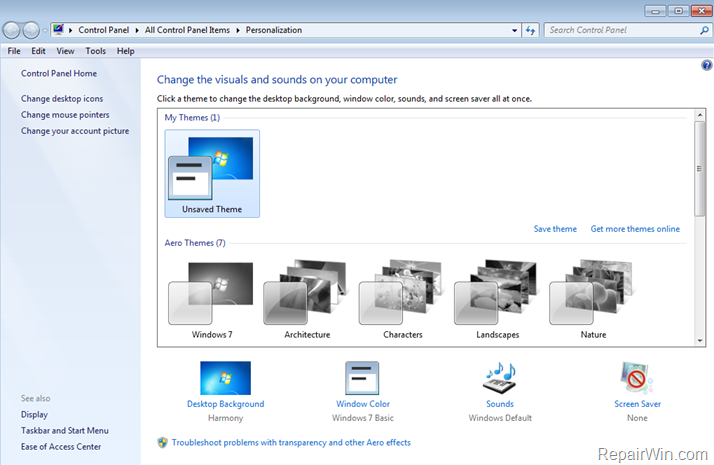 Control Panel All Control Panel Items Personalization
Search Control Panel
File Edit View Tools Help
Control Panel Home
Change desktop icons
Change mouse pointers
Change your account picture
Change the visuals and sounds on your computer
Click a theme to change the desktop background, window color, sounds, and screen saver all at once.
My Themes (1)
Unsaved Theme
Save theme Get more themes online
Aero Themes (7)
Windows 7 Architecture Characters Landscapes Nature
Desktop Background Window Color Sounds Screen Saver
Harmony Windows 7 Basic Windows Default None
Troubleshoot problems with transparency and other Aero effects
See also
Display
Taskbar and Start Menu
Ease of Access Center
RepairWin.com